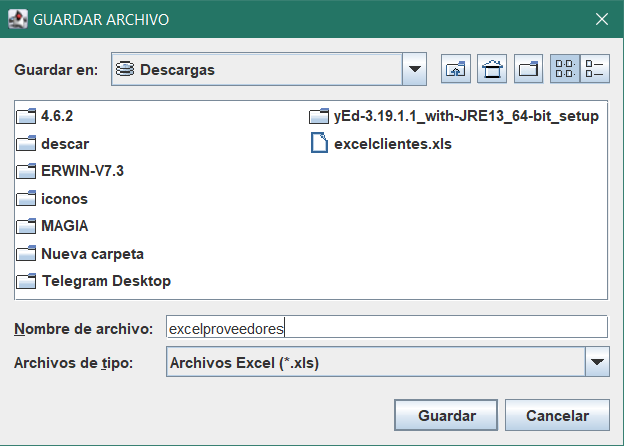 GUARDAR ARCHIVO
Guardar en: Descargas
4.6.2
descar
ERWIN-V7.3
iconos
MAGIA
Nueva carpeta
Telegram Desktop
yEd-3.19.1.1_with-JRE13_64-bit_setup
excelclientes.xls
Nombre de archivo: excelproveedores
Archivos de tipo: Archivos Excel (*.xls)
Guardar Cancelar